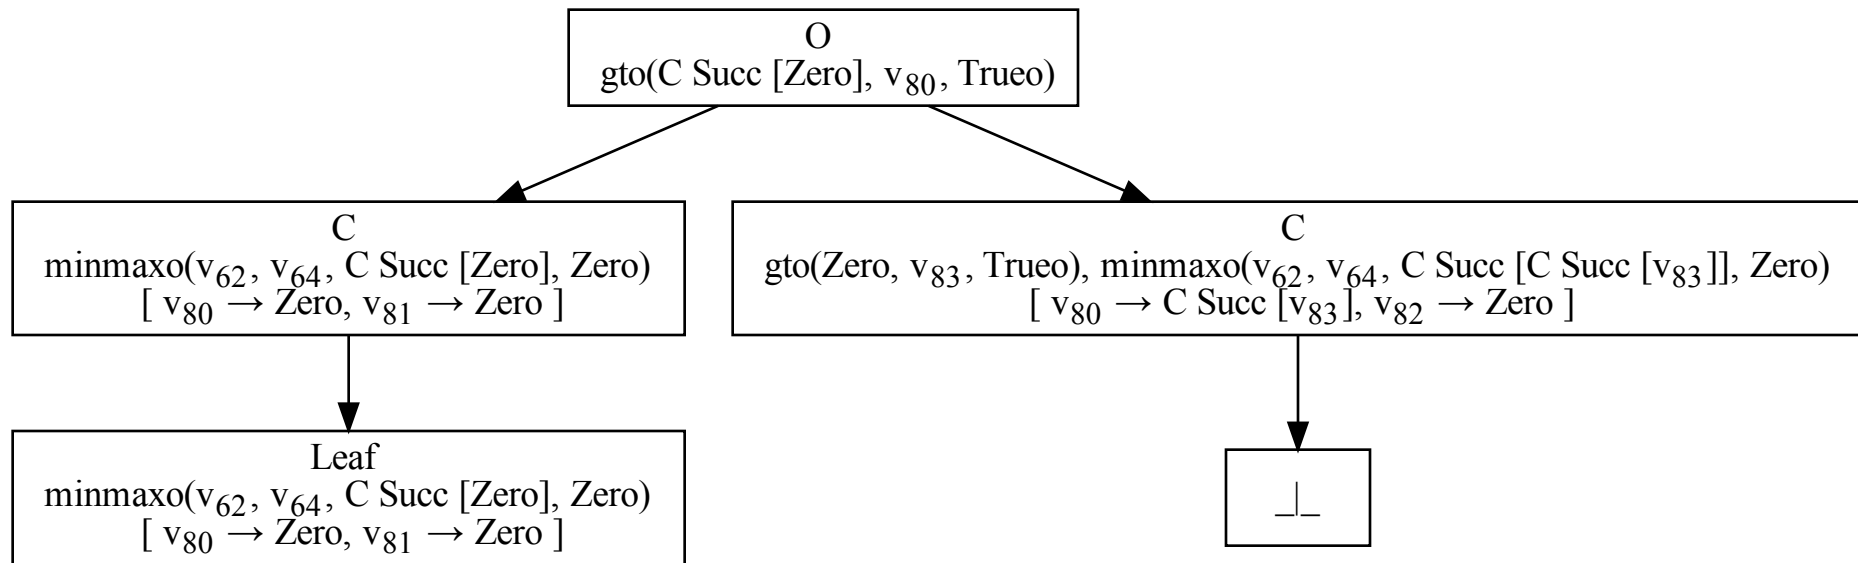 O
gto(C Succ [Zero], v₈₀, Trueo)
C
minmaxo(v₆₂, v₆₄, C Succ [Zero], Zero)
[ v₈₀ → Zero, v₈₁ → Zero ]
C
gto(Zero, v₈₃, Trueo), minmaxo(v₆₂, v₆₄, C Succ [C Succ [v₈₃]], Zero)
[ v₈₀ → C Succ [v₈₃], v₈₂ → Zero ]
Leaf
minmaxo(v₆₂, v₆₄, C Succ [Zero], Zero)
[ v₈₀ → Zero, v₈₁ → Zero ]
_|_